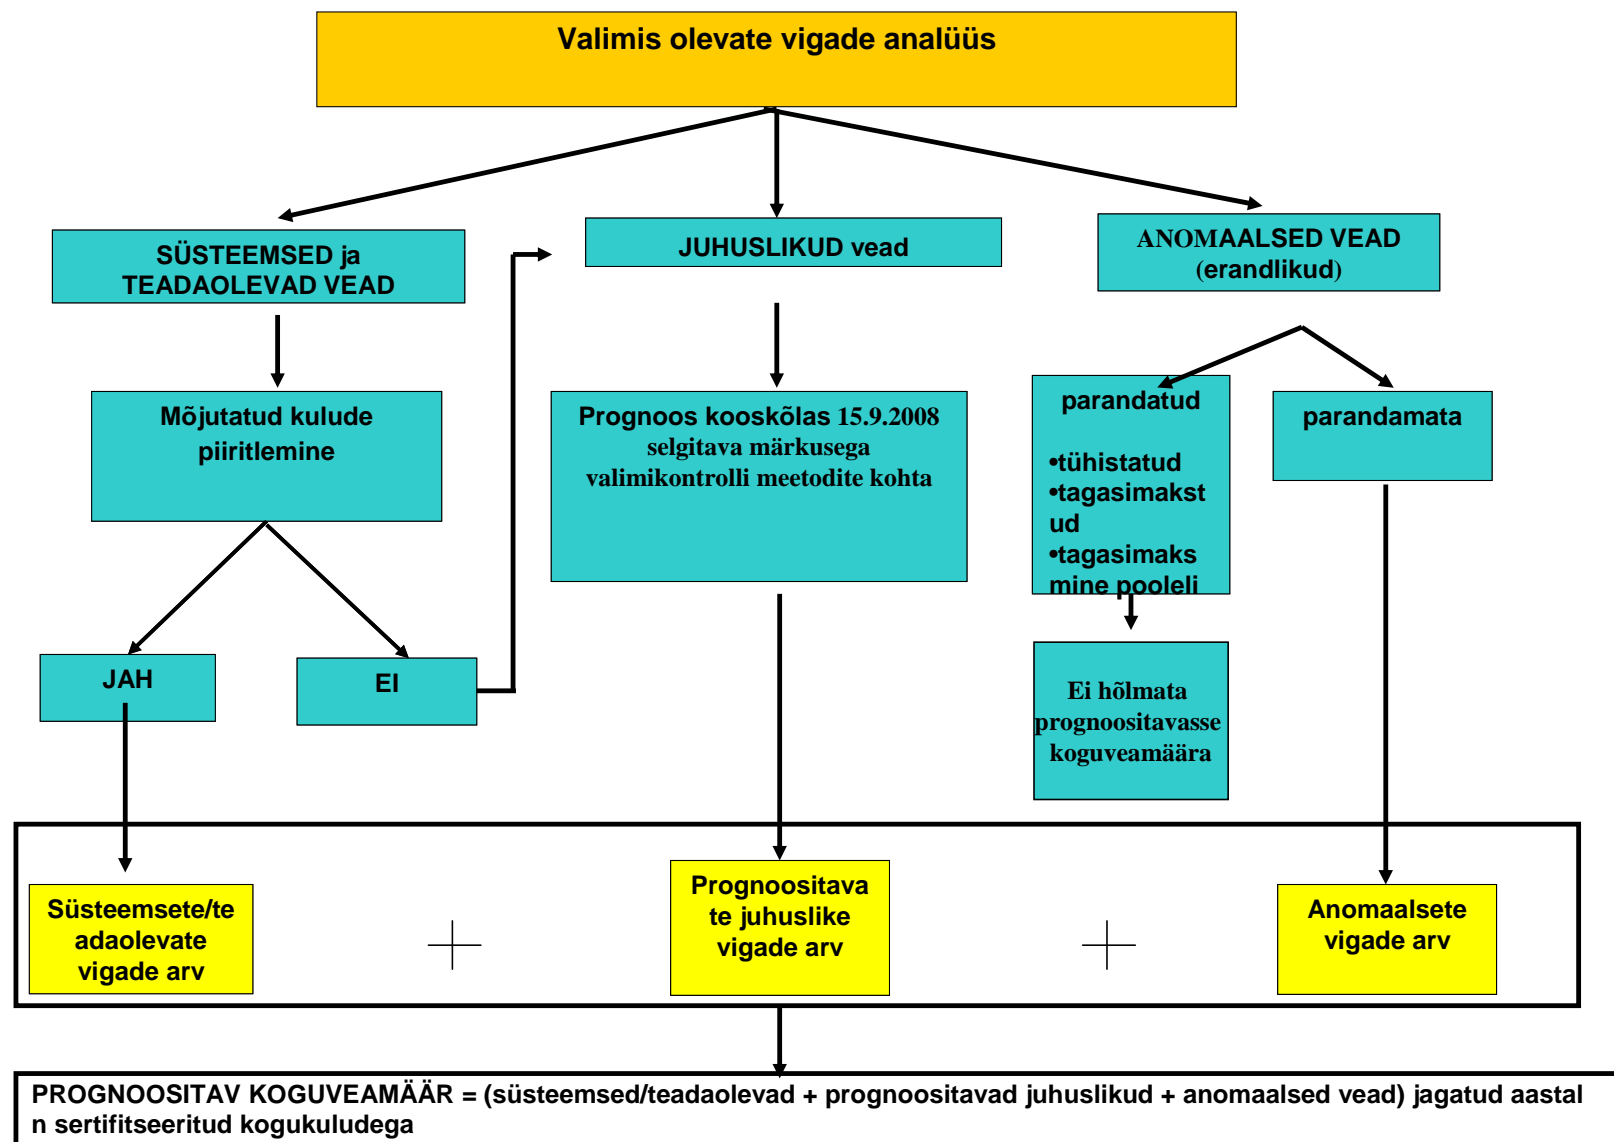 Valimis olevate vigade analüüs
SÜSTEEMSED ja
TEADAOLEVAD VEAD
JUHUSLIKUD vead
ANOMAALSED VEAD
(erandlikud)
Mõjutatud kulude
piiritlemine
Prognoos kooskõlas 15.9.2008
selgitava märkusega
valimikontrolli meetodite kohta
parandatud
•tühistatud
•tagasimakst
ud
•tagasimaks
mine pooleli
parandamata
JAH
EI
Ei hõlmata
prognoositavasse
koguveamäära
Süsteemsete/te
adaolevate
vigade arv
+
Prognoositava
te juhuslike
vigade arv
+
Anomaalsete
vigade arv
PROGNOOSITAV KOGUVEAMÄÄR = (süsteemsed/teadaolevad + prognoositavad juhuslikud + anomaalsed vead) jagatud aastal
n sertifitseeritud kogukuludega